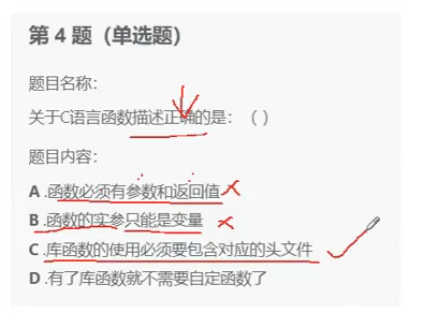 第 4 题（单选题）
题目名称：
关于C语言函数描述正确的是：（ ）
题目内容：
A .函数必须有参数和返回值
B .函数的实参只能是变量
C .库函数的使用必须要包含对应的头文件
D .有了库函数就不需要自定函数了